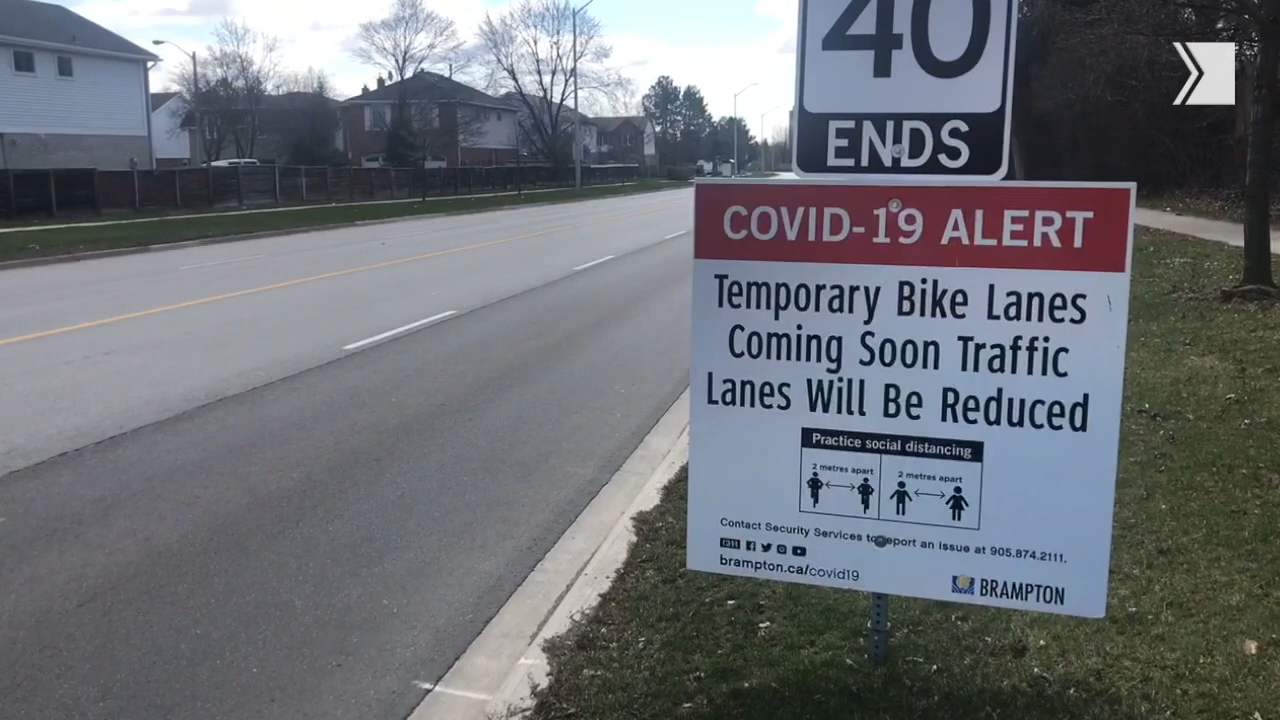 40
ENDS
COVID-19 ALERT
Temporary Bike Lanes
Coming Soon Traffic
Lanes Will Be Reduced
Practice social distancing
2 metres apart
2 metres apart
Contact Security Services to report an issue at 905.874.2111.
311
brampton.ca/covid19
BRAMPTON